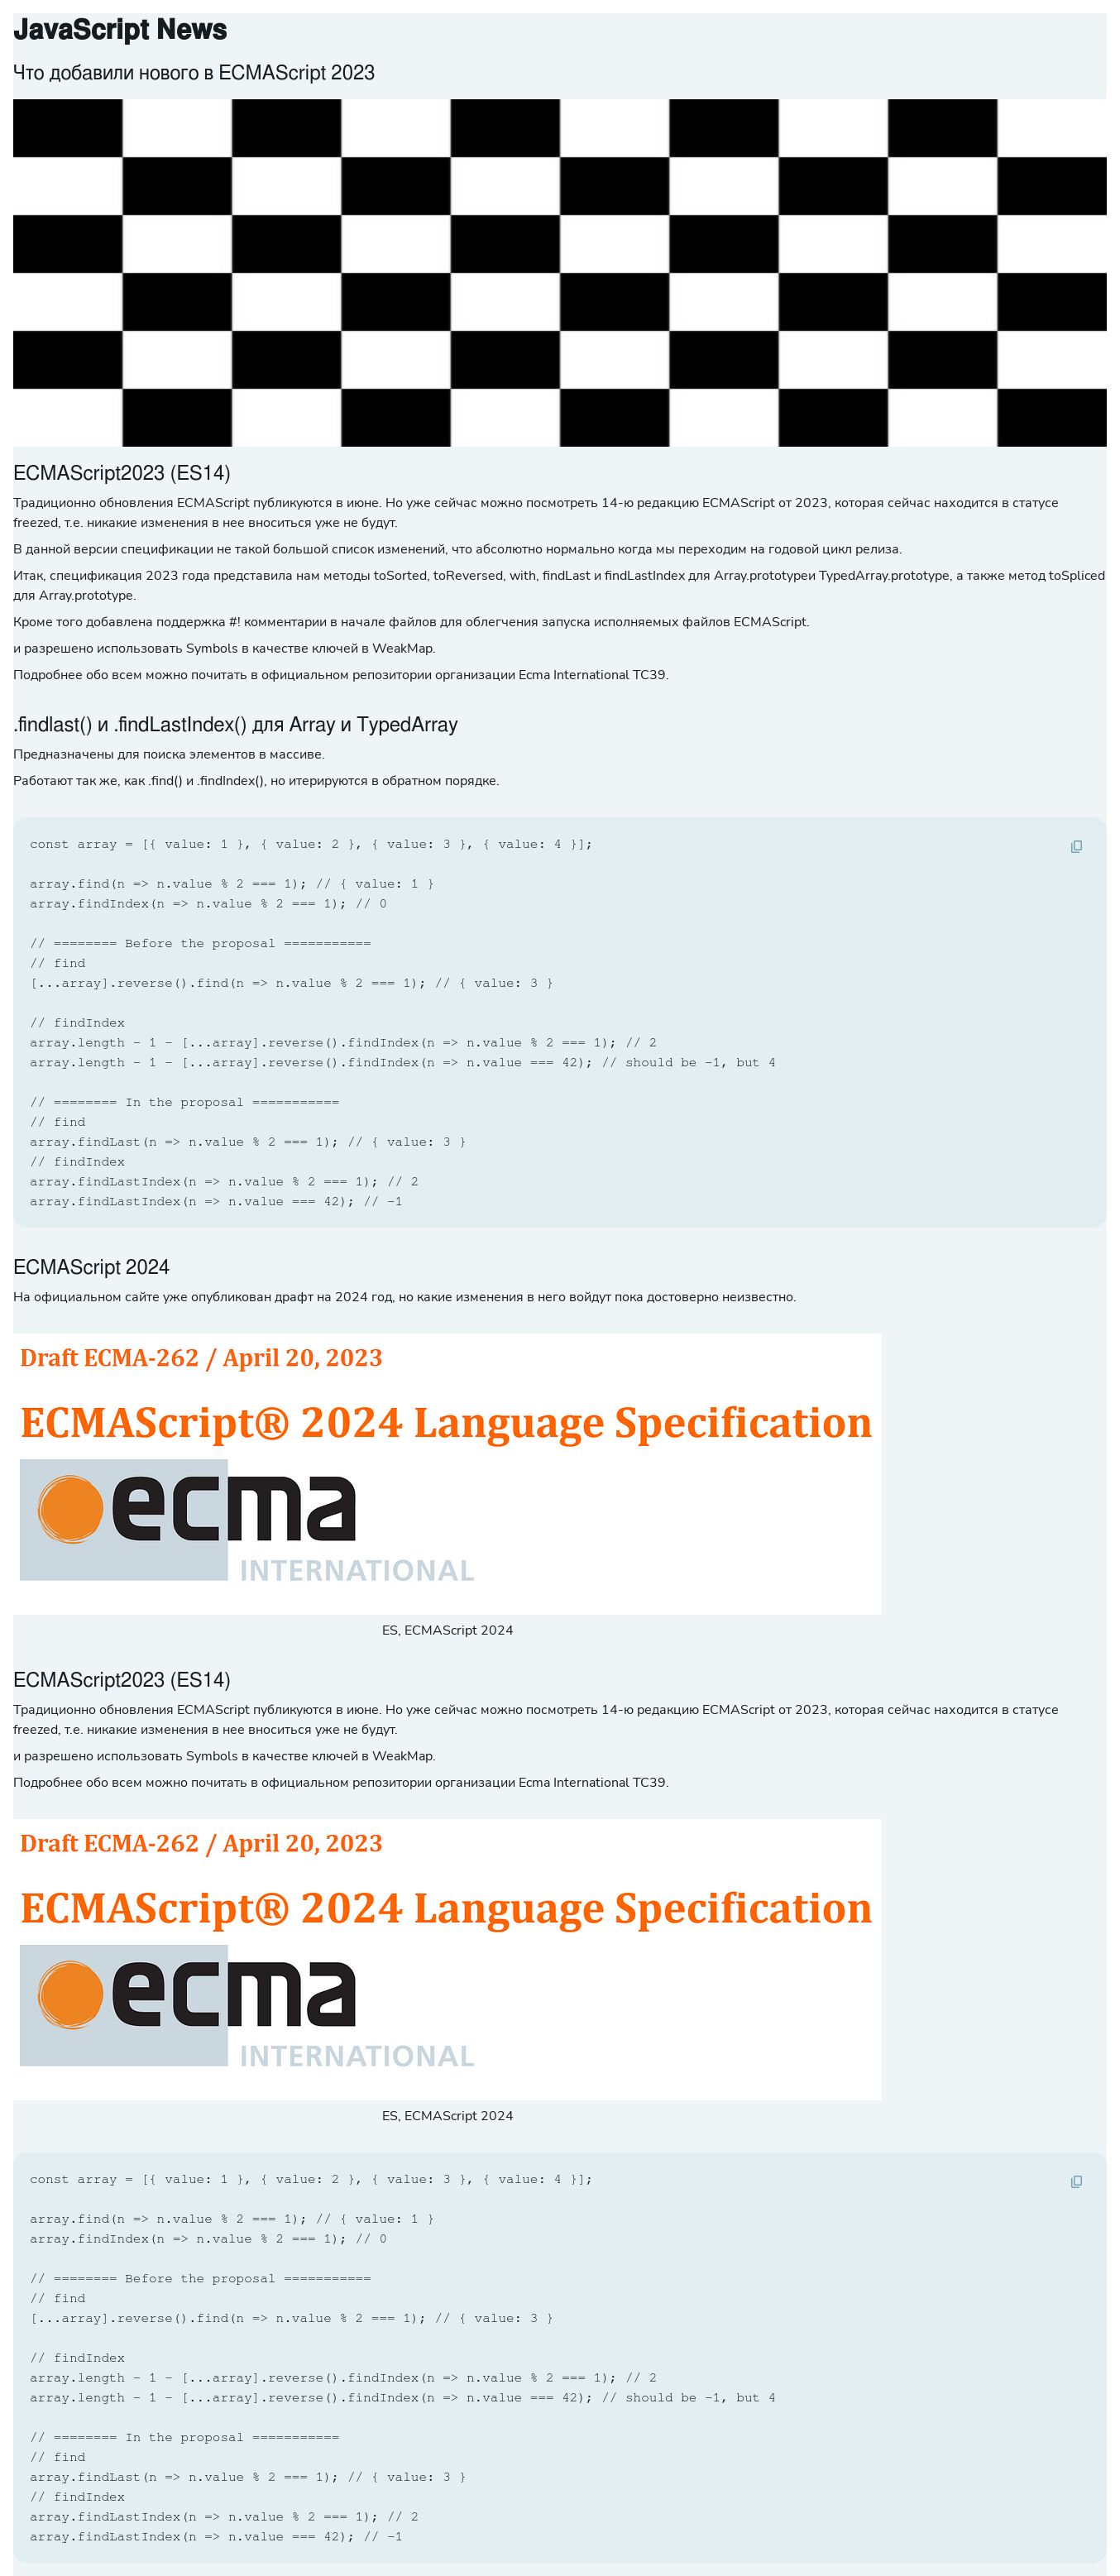 JavaScript News
Что добавили нового в ECMAScript 2023
ECMAScript2023 (ES14)
Традиционно обновления ECMAScript публикуются в июне. Но уже сейчас можно посмотреть 14-ю редакцию ECMAScript от 2023, которая сейчас находится в статусе
freezed, т.е. никакие изменения в нее вноситься уже не будут.
В данной версии спецификации не такой большой список изменений, что абсолютно нормально когда мы переходим на годовой цикл релиза.
Итак, спецификация 2023 года представила нам методы toSorted, toReversed, with, findLast и findLastIndex для Array.prototypeи TypedArray.prototype, а также метод toSpliced
для Array.prototype.
Кроме того добавлена поддержка #! комментарии в начале файлов для облегчения запуска исполняемых файлов ECMAScript.
и разрешено использовать Symbols в качестве ключей в WeakMap.
Подробнее обо всем можно почитать в официальном репозитории организации Ecma International TC39.
.findlast() и .findLastIndex() для Array и TypedArray
Предназначены для поиска элементов в массиве.
Работают так же, как .find() и .findIndex(), но итерируются в обратном порядке.
const array = [{ value: 1 }, { value: 2 }, { value: 3 }, { value: 4 }];
array.find(n => n.value % 2 === 1); // { value: 1 }
array.findIndex(n => n.value % 2 === 1); // 0
// ======== Before the proposal ===========
// find
[...array].reverse().find(n => n.value % 2 === 1); // { value: 3 }
// findIndex
array.length - 1 - [...array].reverse().findIndex(n => n.value % 2 === 1); // 2
array.length - 1 - [...array].reverse().findIndex(n => n.value === 42); // should be -1, but 4
// ======== In the proposal ===========
// find
array.findLast(n => n.value % 2 === 1); // { value: 3 }
// findIndex
array.findLastIndex(n => n.value % 2 === 1); // 2
array.findLastIndex(n => n.value === 42); // -1
ECMAScript 2024
На официальном сайте уже опубликован драфт на 2024 год, но какие изменения в него войдут пока достоверно неизвестно.
Draft ECMA-262 / April 20, 2023
ECMAScript® 2024 Language Specification
ecma
INTERNATIONAL
ES, ECMAScript 2024
ECMAScript2023 (ES14)
Традиционно обновления ECMAScript публикуются в июне. Но уже сейчас можно посмотреть 14-ю редакцию ECMAScript от 2023, которая сейчас находится в статусе
freezed, т.е. никакие изменения в нее вноситься уже не будут.
и разрешено использовать Symbols в качестве ключей в WeakMap.
Подробнее обо всем можно почитать в официальном репозитории организации Ecma International TC39.
Draft ECMA-262 / April 20, 2023
ECMAScript® 2024 Language Specification
ecma
INTERNATIONAL
ES, ECMAScript 2024
const array = [{ value: 1 }, { value: 2 }, { value: 3 }, { value: 4 }];
array.find(n => n.value % 2 === 1); // { value: 1 }
array.findIndex(n => n.value % 2 === 1); // 0
// ======== Before the proposal ===========
// find
[...array].reverse().find(n => n.value % 2 === 1); // { value: 3 }
// findIndex
array.length - 1 - [...array].reverse().findIndex(n => n.value % 2 === 1); // 2
array.length - 1 - [...array].reverse().findIndex(n => n.value === 42); // should be -1, but 4
// ======== In the proposal ===========
// find
array.findLast(n => n.value % 2 === 1); // { value: 3 }
// findIndex
array.findLastIndex(n => n.value % 2 === 1); // 2
array.findLastIndex(n => n.value === 42); // -1